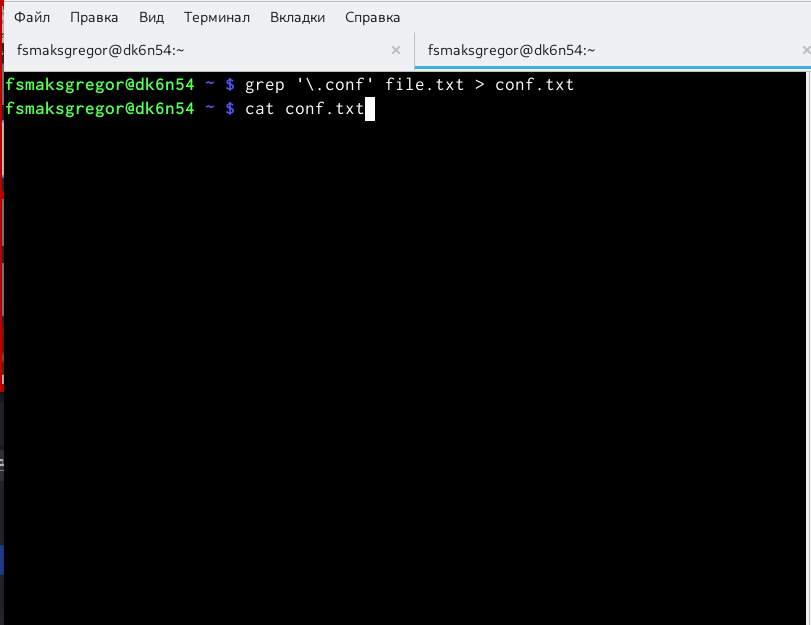 Файл Правка Вид Терминал Вкладки Справка
fsmaksgregor@dk6n54:~ × fsmaksgregor@dk6n54:~ ×
fsmaksgregor@dk6n54 ~ $ grep '\.conf' file.txt > conf.txt
fsmaksgregor@dk6n54 ~ $ cat conf.txt